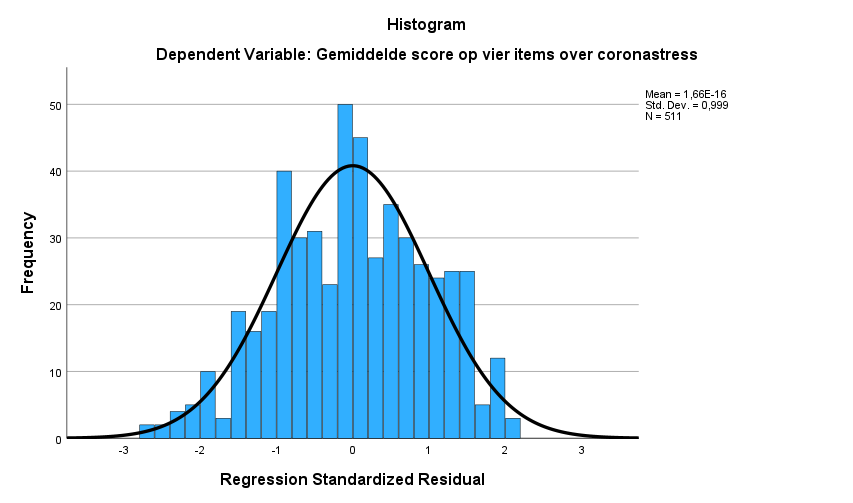 Histogram
Dependent Variable: Gemiddelde score op vier items over coronastress
Mean = 1,66E-16
Std. Dev. = 0,999
N = 511
Frequency
50
40
30
20
10
0
-3 -2 -1 0 1 2 3
Regression Standardized Residual